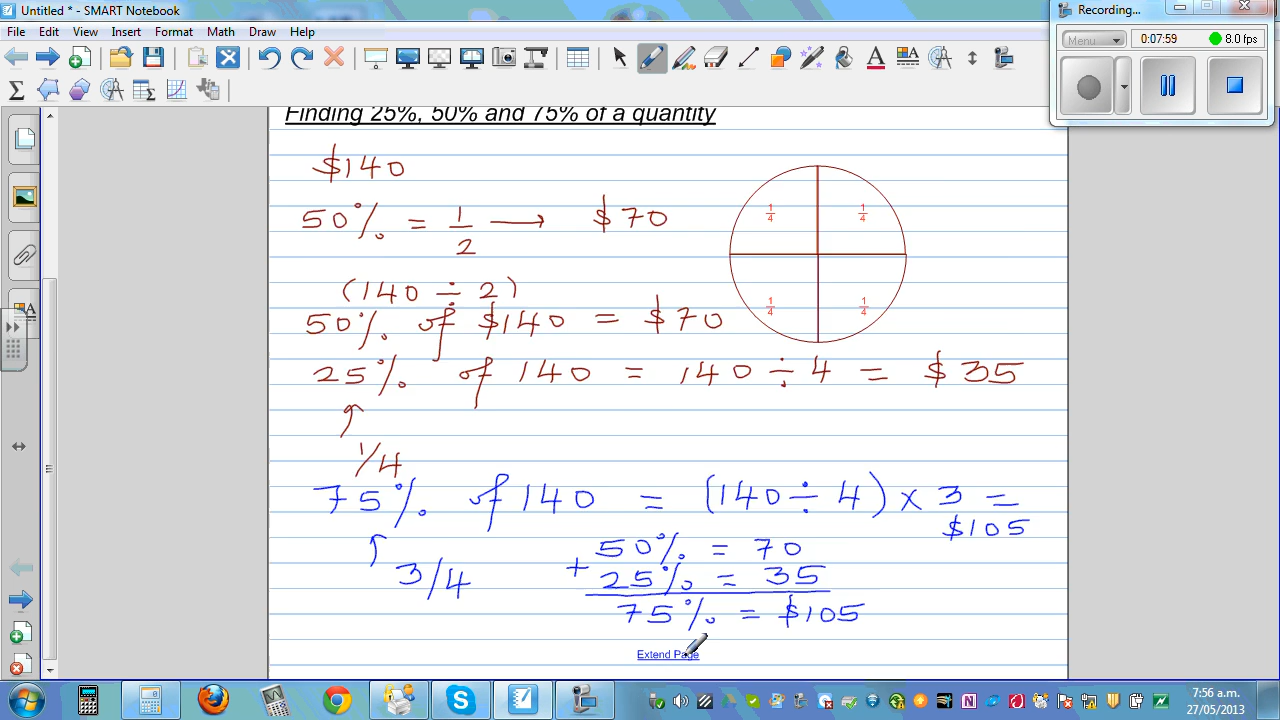 Untitled * - SMART Notebook
File Edit View Insert Format Math Draw Help
Recording...
Menu 0:07:59 8.0 fps
Finding 25%, 50% and 75% of a quantity
$140
50% = 1/2 → $70
1/4 1/4
(140 ÷ 2)
1/4 1/4
50% of $140 = $70
25% of 140 = 140 ÷ 4 = $35
↑
1/4
75% of 140 = (140 ÷ 4) × 3 =
$105
↑
3/4
50% = 70
+ 25% = 35
75% = $105
Extend Page
7:56 a.m.
27/05/2013